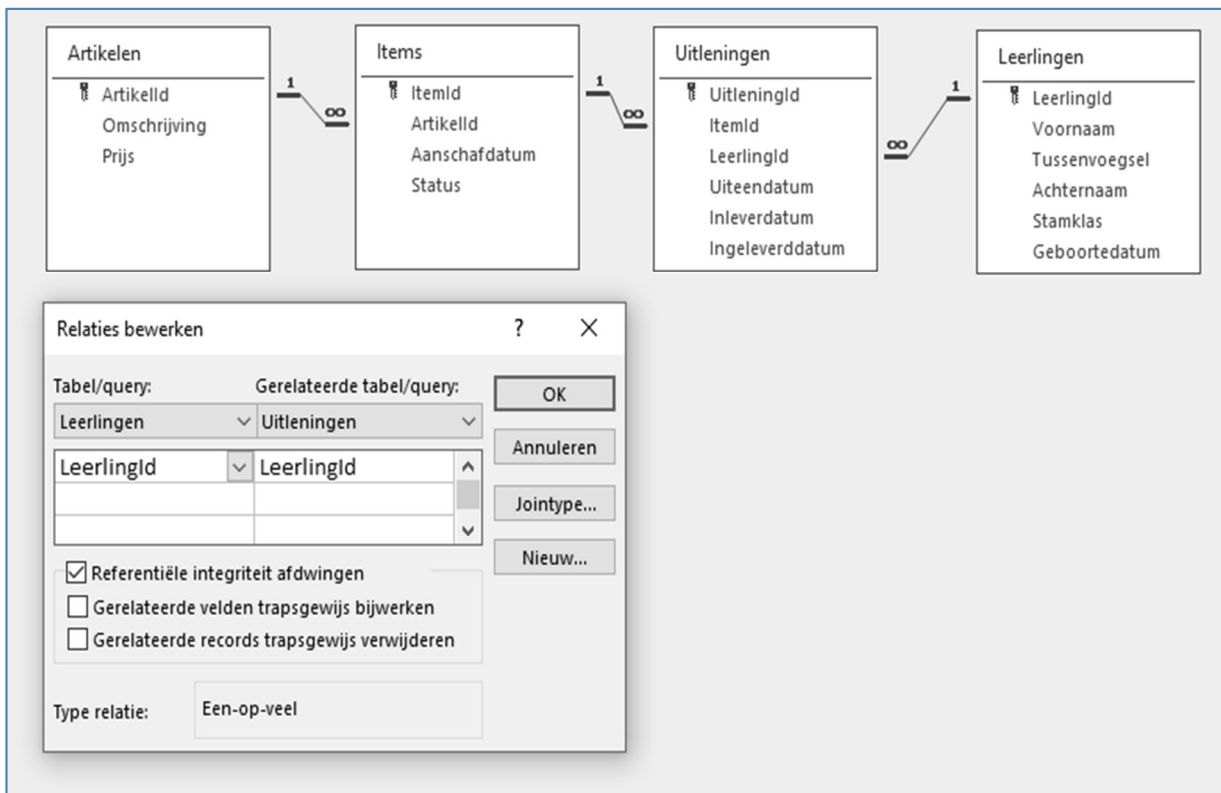 Artikelen
ArtikelId
Omschrijving
Prijs
1
∞
Items
ItemId
ArtikelId
Aanschafdatum
Status
1
∞
Uitleningen
UitleningId
ItemId
LeerlingId
Uiteendatum
Inleverdatum
Ingeleverddatum
∞
1
Leerlingen
LeerlingId
Voornaam
Tussenvoegsel
Achternaam
Stamklas
Geboortedatum
Relaties bewerken ? ×
Tabel/query: Gerelateerde tabel/query:
Leerlingen Uitleningen
LeerlingId LeerlingId
OK
Annuleren
Jointype...
Nieuw...
Referentiële integriteit afdwingen
Gerelateerde velden trapsgewijs bijwerken
Gerelateerde records trapsgewijs verwijderen
Type relatie: Een-op-veel